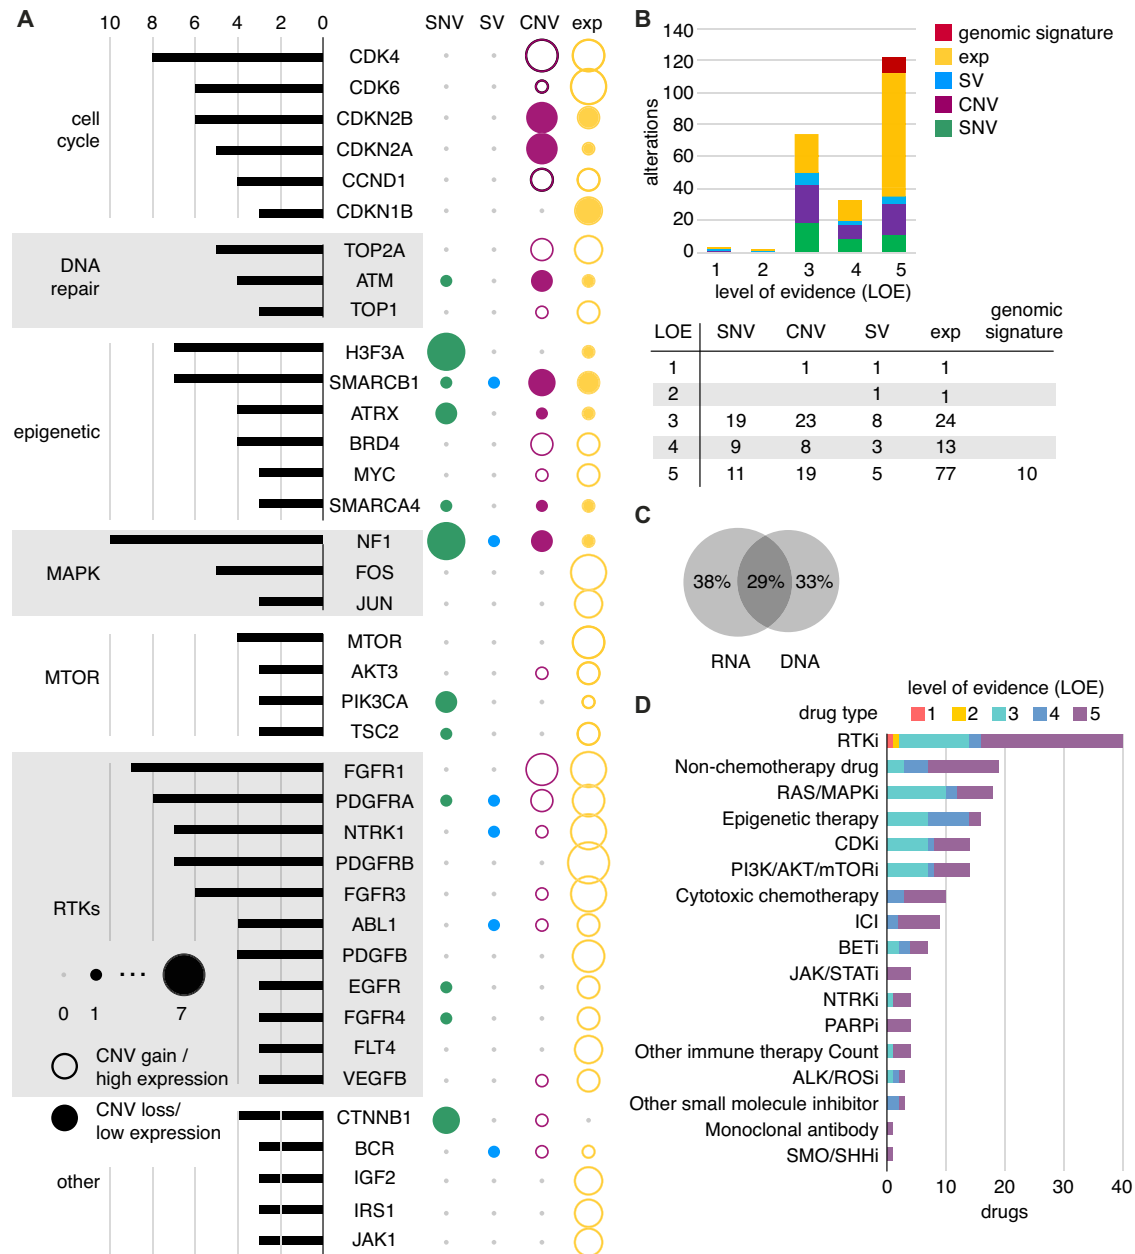 A
10 8 6 4 2 0
SNV SV CNV exp
cell
cycle
CDK4
CDK6
CDKN2B
CDKN2A
CCND1
CDKN1B
DNA
repair
TOP2A
ATM
TOP1
epigenetic
H3F3A
SMARCB1
ATRX
BRD4
MYC
SMARCA4
MAPK
NF1
FOS
JUN
MTOR
MTOR
AKT3
PIK3CA
TSC2
RTKs
FGFR1
PDGFRA
NTRK1
PDGFRB
FGFR3
ABL1
PDGFB
EGFR
FGFR4
FLT4
VEGFB
0 1 ... 7
CNV gain /
high expression
CNV loss/
low expression
other
CTNNB1
BCR
IGF2
IRS1
JAK1
B
140
120
100
80
60
40
20
0
alterations
1 2 3 4 5
level of evidence (LOE)
genomic signature
exp
SV
CNV
SNV
genomic
LOE SNV CNV SV exp signature
1 1 1 1
2 1 1
3 19 23 8 24
4 9 8 3 13
5 11 19 5 77 10
C
38% 29% 33%
RNA DNA
D
level of evidence (LOE)
drug type 1 2 3 4 5
RTKi
Non-chemotherapy drug
RAS/MAPKi
Epigenetic therapy
CDKi
PI3K/AKT/mTORi
Cytotoxic chemotherapy
ICI
BETi
JAK/STATi
NTRKi
PARPi
Other immune therapy Count
ALK/ROSi
Other small molecule inhibitor
Monoclonal antibody
SMO/SHHi
0 10 20 30 40
drugs